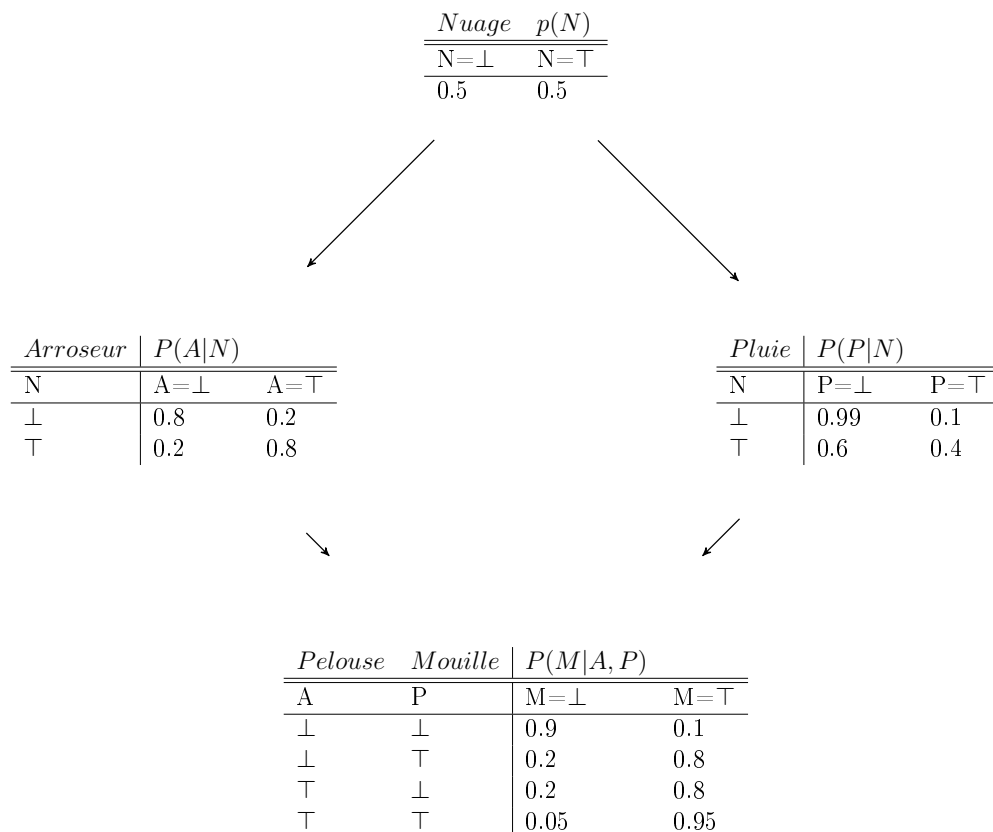 Nuage p(N)
N=⊥ N=⊤
0.5 0.5
Arroseur P(A|N)
N A=⊥ A=⊤
⊥ 0.8 0.2
⊤ 0.2 0.8
Pluie P(P|N)
N P=⊥ P=⊤
⊥ 0.99 0.1
⊤ 0.6 0.4
Pelouse Mouille P(M|A, P)
A P M=⊥ M=⊤
⊥ ⊥ 0.9 0.1
⊥ ⊤ 0.2 0.8
⊤ ⊥ 0.2 0.8
⊤ ⊤ 0.05 0.95